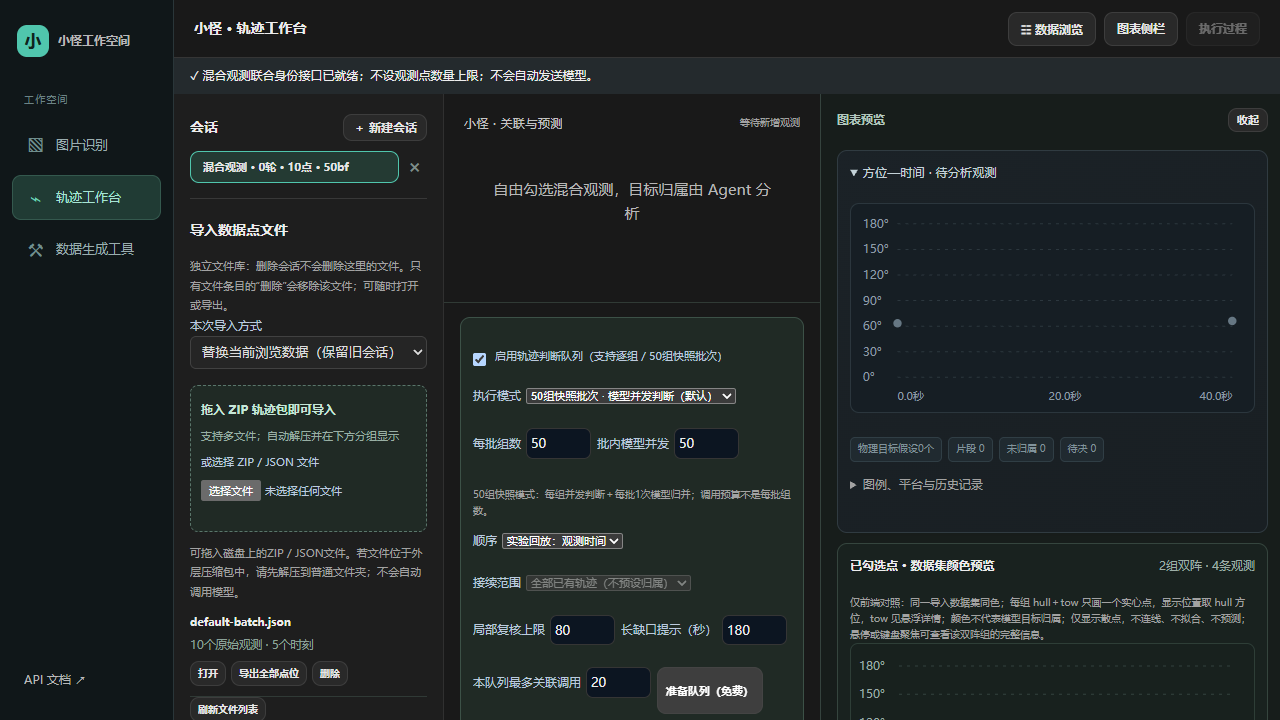 小 小怪工作空间
工作空间
图片识别
轨迹工作台
数据生成工具
API 文档 ↗
小怪 • 轨迹工作台
☷ 数据浏览
图表侧栏
执行过程
✓ 混合观测联合身份接口已就绪；不设观测点数量上限；不会自动发送模型。
会话
＋ 新建会话
混合观测 • 0轮 • 10点 • 50bf ✕
导入数据点文件
独立文件库：删除会话不会删除这里的文件。只
有文件条目的“删除”会移除该文件；可随时打开
或导出。
本次导入方式
替换当前浏览数据（保留旧会话）
拖入 ZIP 轨迹包即可导入
支持多文件；自动解压并在下方分组显示
或选择 ZIP / JSON 文件
选择文件 未选择任何文件
可拖入磁盘上的ZIP / JSON文件。若文件位于外
层压缩包中，请先解压到普通文件夹；不会自动
调用模型。
default-batch.json
10个原始观测 · 5个时刻
打开
导出全部点位
删除
刷新文件列表
小怪 · 关联与预测
等待新增观测
自由勾选混合观测，目标归属由 Agent 分
析
启用轨迹判断队列（支持逐组 / 50组快照批次）
执行模式 50组快照批次 · 模型并发判断（默认）
每批组数 50 批内模型并发 50
50组快照模式：每组并发判断＋每批1次模型归并；调用预算不是每批组
数。
顺序 实验回放：观测时间
接续范围 全部已有轨迹（不预设归属）
局部复核上限 80 长缺口提示（秒） 180
本队列最多关联调用 20 准备队列（免费）
图表预览
收起
▼ 方位—时间 · 待分析观测
180°
150°
120°
90°
60°
30°
0°
0.0秒 20.0秒 40.0秒
物理目标假设0个
片段 0
未归属 0
待决 0
▶ 图例、平台与历史记录
已勾选点 • 数据集颜色预览
2组双阵 · 4条观测
仅前端对照：同一导入数据集同色；每组 hull＋tow 只画一个实心点，显示位置取 hull 方
位，tow 见悬浮详情；颜色不代表模型目标归属；仅显示散点，不连线、不拟合、不预测；
悬停或键盘聚焦可查看该双阵组的完整信息。
180°
150°